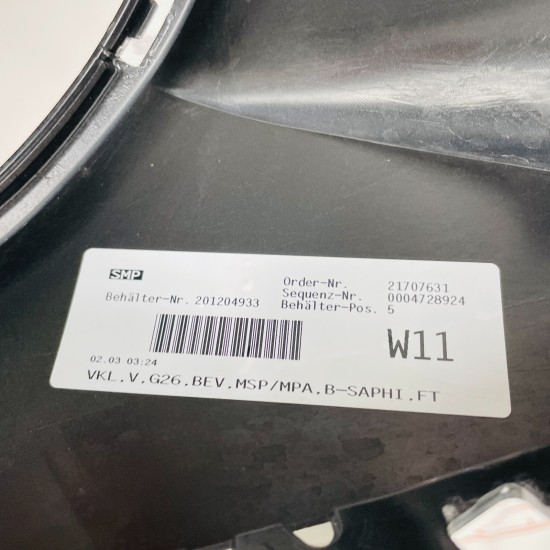 SMP
Order-Nr. 21707631
Sequenz-Nr. 0004728924
Behälter-Nr. 201204933 Behälter-Pos. 5
W11
02.03 03:24
VKL.V.G26.BEV.MSP/MPA.B-SAPHI.FT